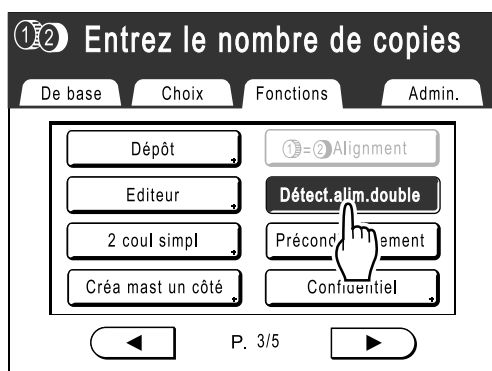 ①② Entrez le nombre de copies
De base Choix Fonctions Admin.
Dépôt ①=②Alignment
Editeur Détect.alim.double
2 coul simpl
Créa mast un côté Confidentiel
◀ P. 3/5 ▶